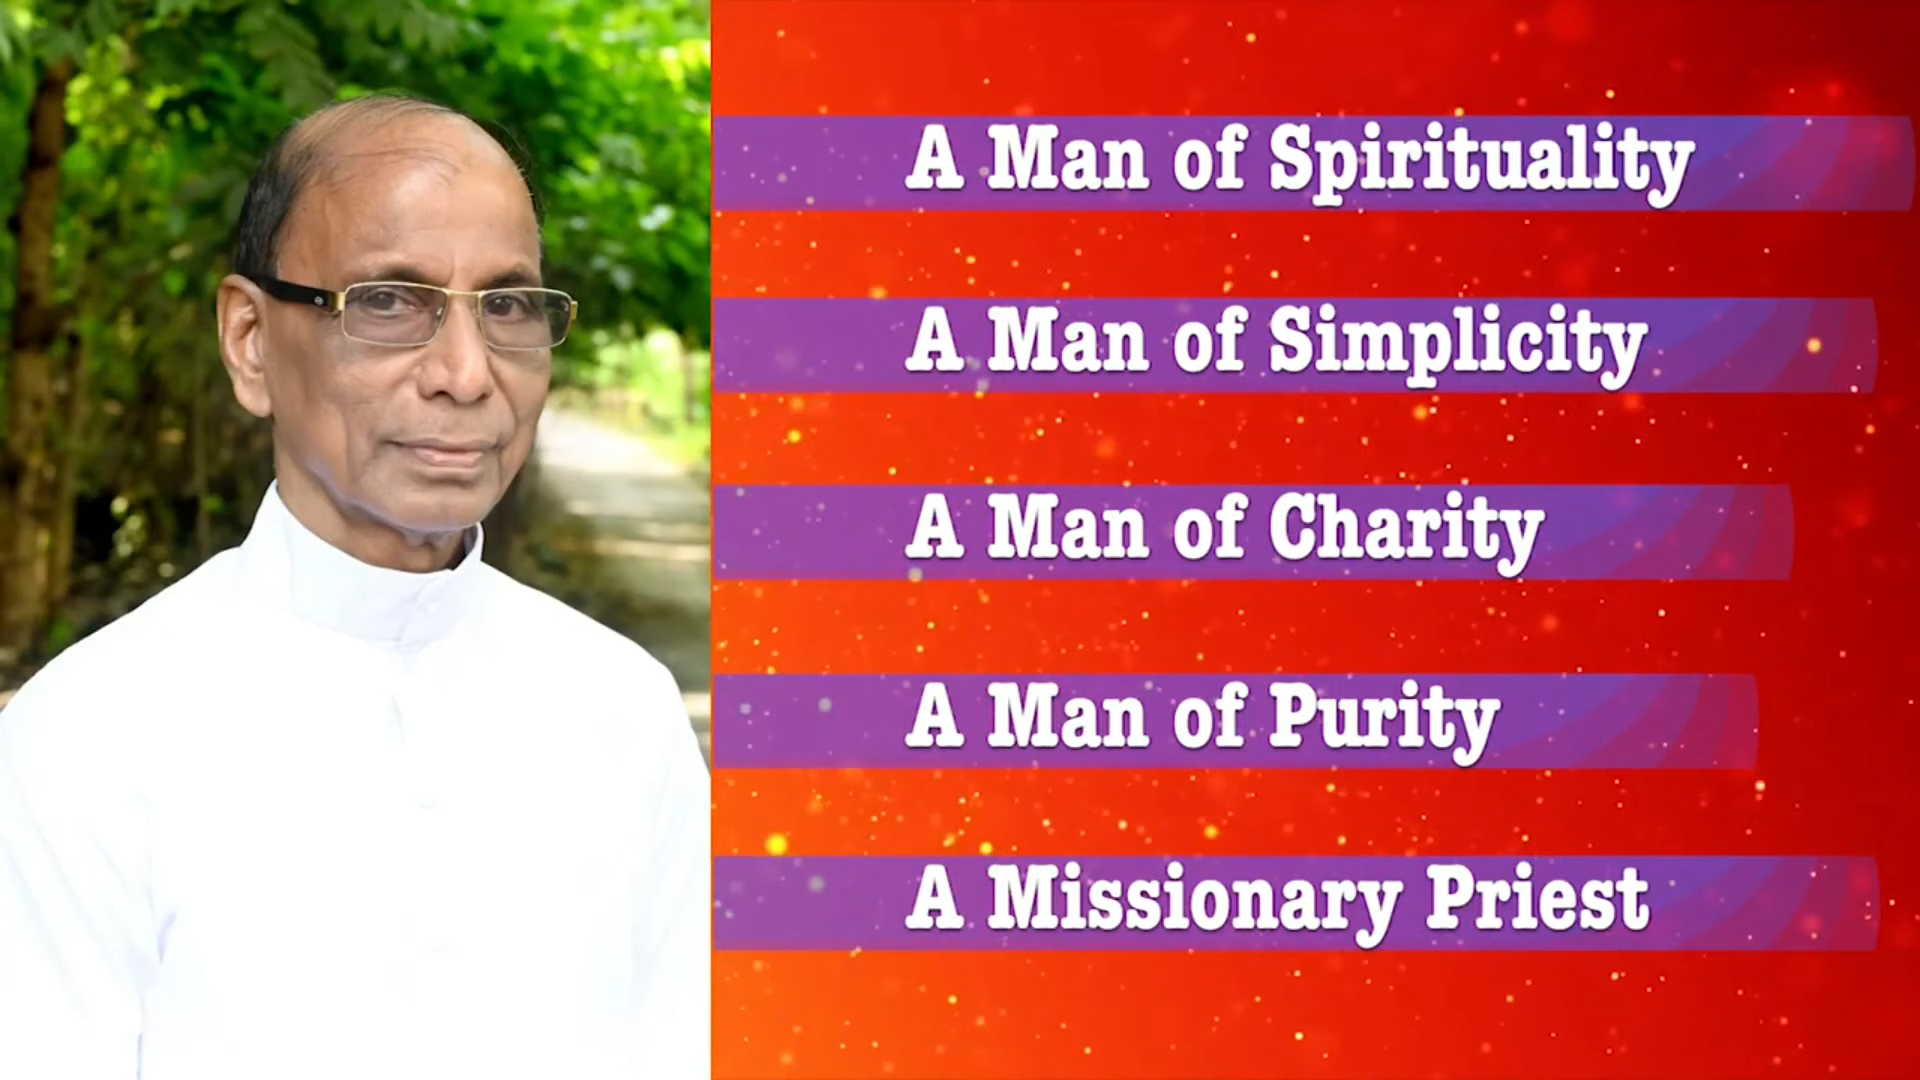 A Man of Spirituality
A Man of Simplicity
A Man of Charity
A Man of Purity
A Missionary Priest